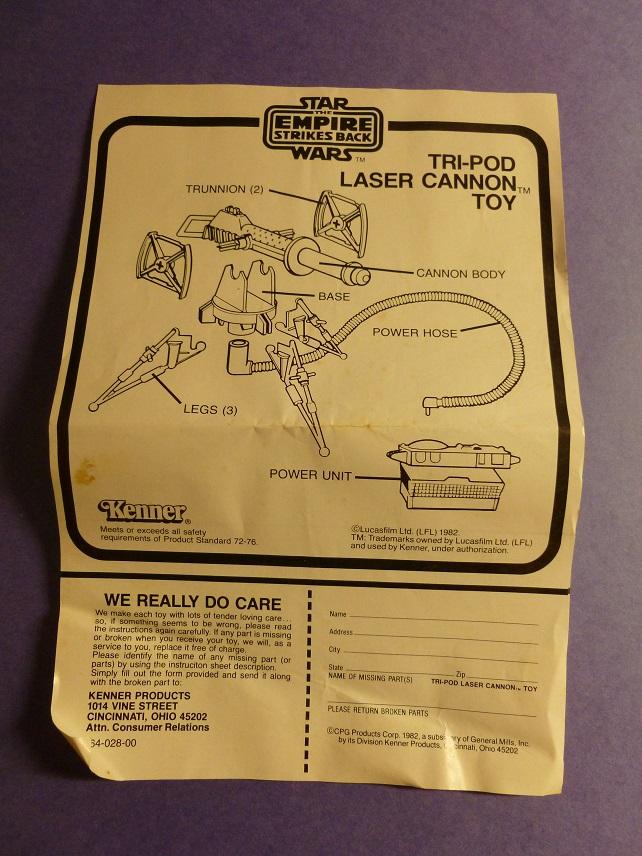 STAR
THE
EMPIRE
STRIKES BACK
WARS TM
TRI-POD
LASER CANNON TM
TOY
TRUNNION (2)
CANNON BODY
BASE
POWER HOSE
LEGS (3)
POWER UNIT
Kenner®
Meets or exceeds all safety
requirements of Product Standard 72-76.
©Lucasfilm Ltd. (LFL) 1982.
TM: Trademarks owned by Lucasfilm Ltd. (LFL)
and used by Kenner, under authorization.
WE REALLY DO CARE
We make each toy with lots of tender loving care...
so, if something seems to be wrong, please read
the instructions again carefully. If any part is missing
or broken when you receive your toy, we will, as a
service to you, replace it free of charge.
Please identify the name of any missing part (or
parts) by using the instruciton sheet description.
Simply fill out the form provided and send it along
with the broken part to:
KENNER PRODUCTS
1014 VINE STREET
CINCINNATI, OHIO 45202
Attn. Consumer Relations
64-028-00
Name
Address
City
State Zip
NAME OF MISSING PART(S) TRI-POD LASER CANNON TM TOY
PLEASE RETURN BROKEN PARTS
©CPG Products Corp. 1982, a subsidiary of General Mills, Inc.
by its Division Kenner Products, Cincinnati, Ohio 45202